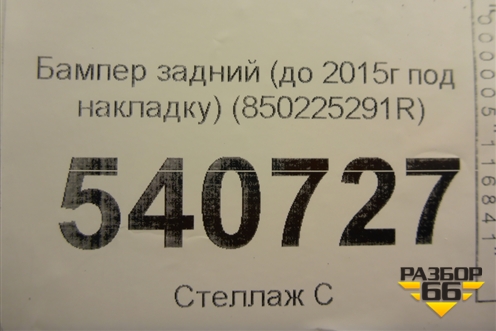 Бампер задний (до 2015г под
накладку) (850225291R)
540727
Стеллаж С
РАЗБОР
66